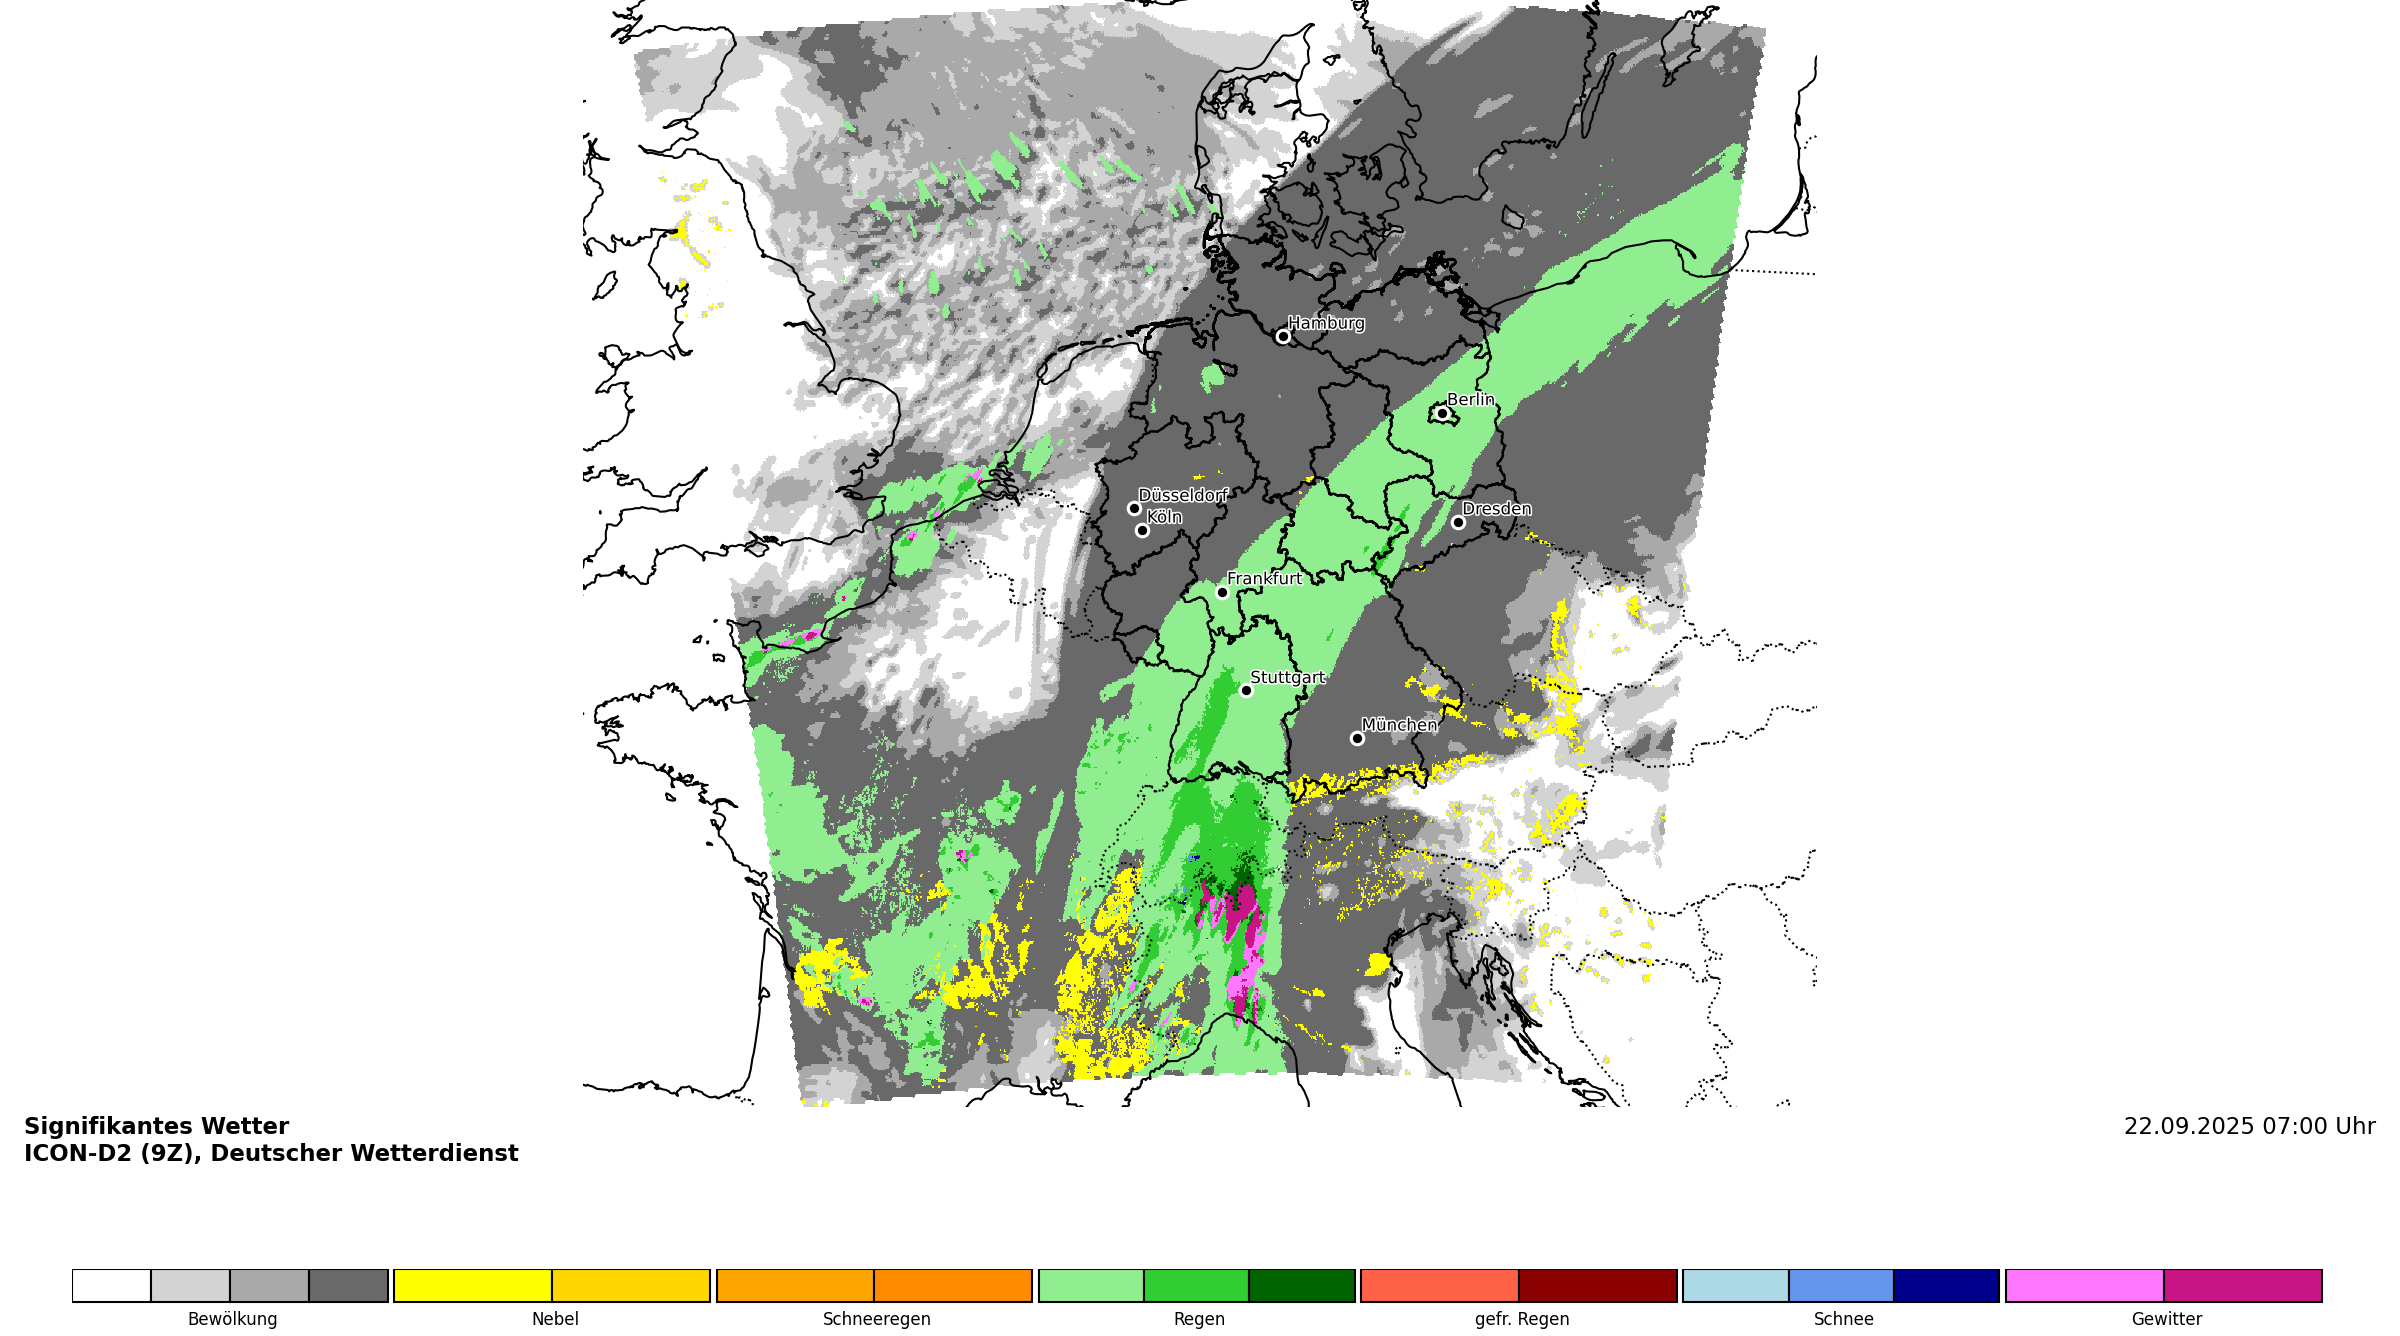 Hamburg
Berlin
Düsseldorf
Köln
Dresden
Frankfurt
Stuttgart
München
Signifikantes Wetter
ICON-D2 (9Z), Deutscher Wetterdienst
22.09.2025 07:00 Uhr
Bewölkung
Nebel
Schneeregen
Regen
gefr. Regen
Schnee
Gewitter